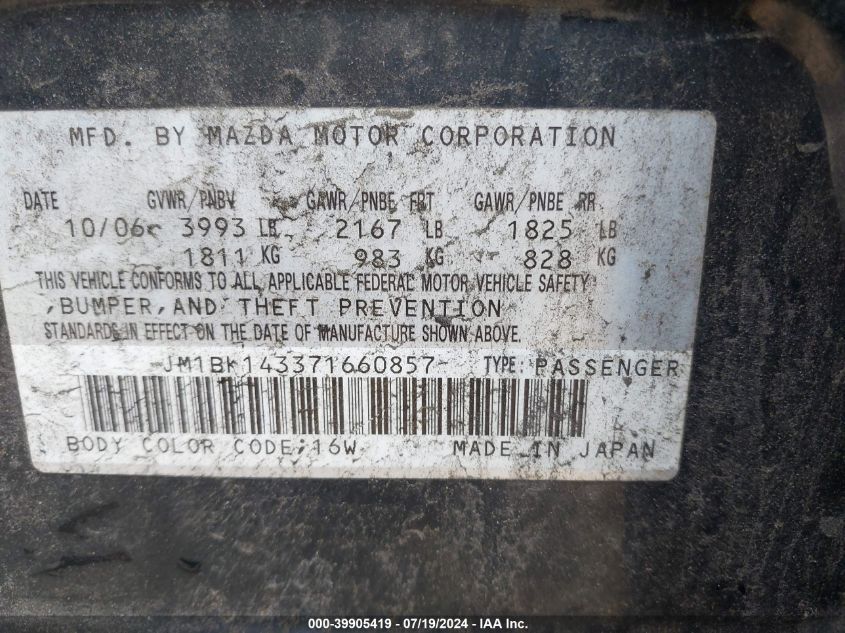 MFD. BY MAZDA MOTOR CORPORATION
DATE GVWR/PNBV GAWR/PNBE FRT GAWR/PNBE RR
10/06 3993 LB 2167 LB 1825 LB
1811 KG 983 KG 828 KG
THIS VEHICLE CONFORMS TO ALL APPLICABLE FEDERAL MOTOR VEHICLE SAFETY
,BUMPER,AND THEFT PREVENTION
STANDARDS IN EFFECT ON THE DATE OF MANUFACTURE SHOWN ABOVE.
JM1BK143371660857 TYPE: PASSENGER
BODY COLOR CODE:16W MADE IN JAPAN
000-39905419 - 07/19/2024 - IAA Inc.